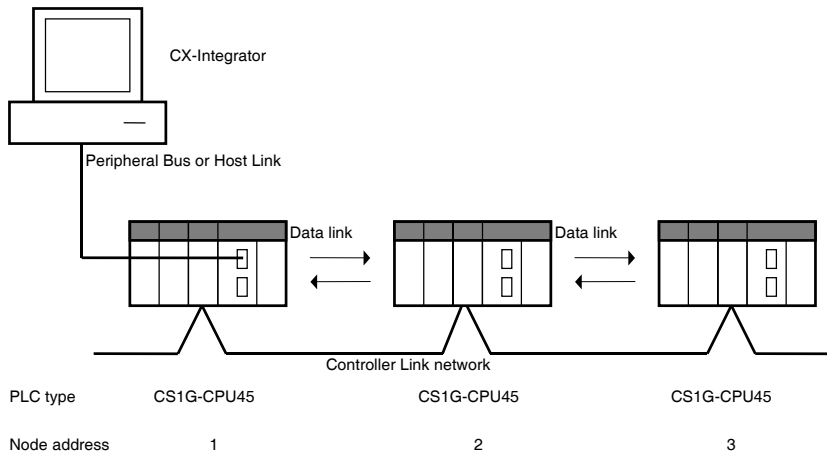 CX-Integrator
Peripheral Bus or Host Link
Data link Data link
Controller Link network
PLC type CS1G-CPU45 CS1G-CPU45 CS1G-CPU45
Node address 1 2 3